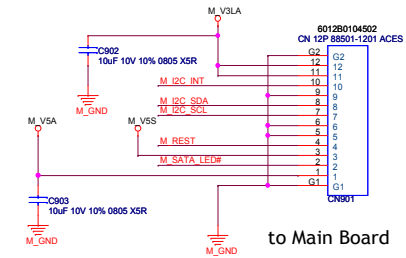 M_V3LA
6012B0104502
CN 12P 88501-1201 ACES
C902
10uF 10V 10% 0805 X5R
M_GND
G2 G2
12 12
11 11
M_I2C_INT 10 10
9 9
M_I2C_SDA 8 8
M_I2C_SCL 7 7
6 6
5 5
M_V5A
M_V5S
M_REST 4 4
3 3
M_SATA_LED# 2 2
1 1
G1 G1
CN901
C903
10uF 10V 10% 0805 X5R
M_GND
M_GND
to Main Board